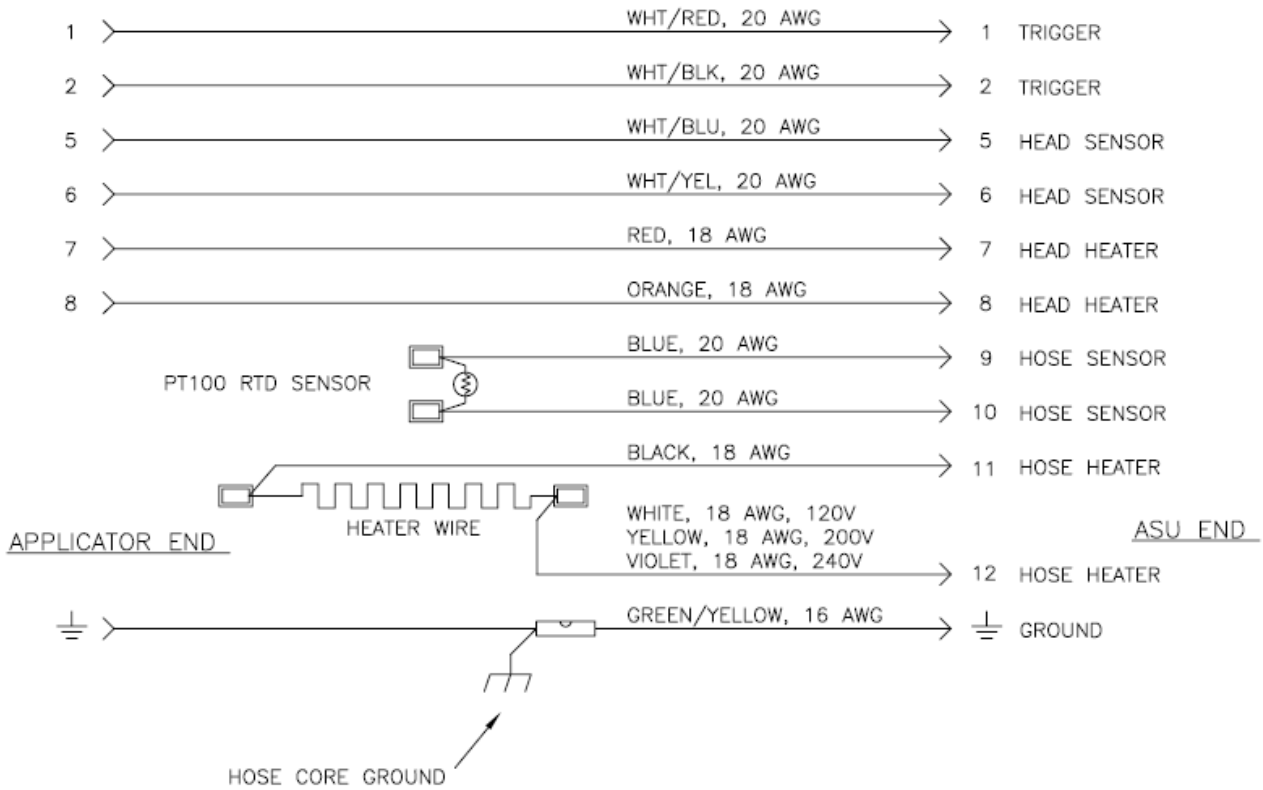 1 WHT/RED, 20 AWG 1 TRIGGER
2 WHT/BLK, 20 AWG 2 TRIGGER
5 WHT/BLU, 20 AWG 5 HEAD SENSOR
6 WHT/YEL, 20 AWG 6 HEAD SENSOR
7 RED, 18 AWG 7 HEAD HEATER
8 ORANGE, 18 AWG 8 HEAD HEATER
BLUE, 20 AWG 9 HOSE SENSOR
PT100 RTD SENSOR
BLUE, 20 AWG 10 HOSE SENSOR
BLACK, 18 AWG 11 HOSE HEATER
HEATER WIRE
WHITE, 18 AWG, 120V
YELLOW, 18 AWG, 200V
VIOLET, 18 AWG, 240V
APPLICATOR END
ASU END
12 HOSE HEATER
GREEN/YELLOW, 16 AWG
GROUND
HOSE CORE GROUND